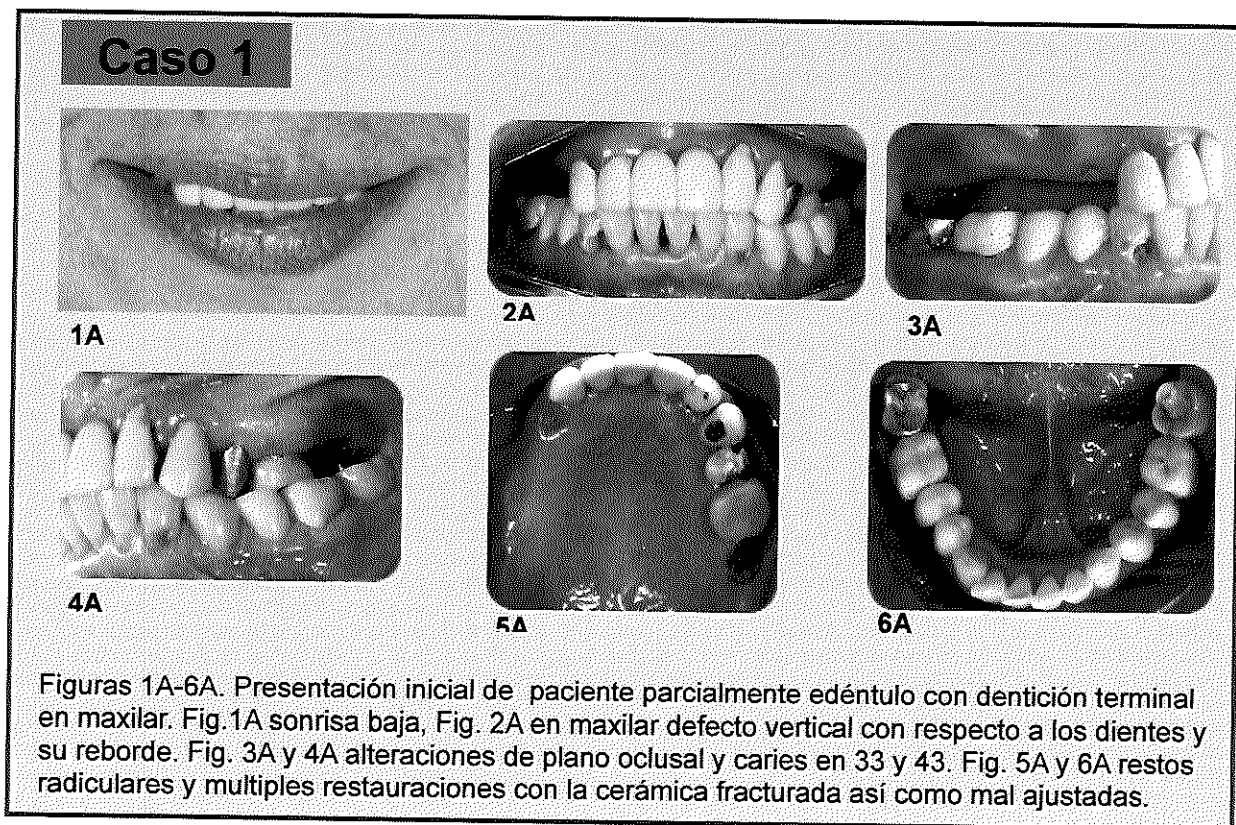 Caso 1
1A
2A
3A
4A
5A
6A
Figuras 1A-6A. Presentación inicial de paciente parcialmente edéntulo con dentición terminal
en maxilar. Fig.1A sonrisa baja, Fig. 2A en maxilar defecto vertical con respecto a los dientes y
su reborde. Fig. 3A y 4A alteraciones de plano oclusal y caries en 33 y 43. Fig. 5A y 6A restos
radiculares y multiples restauraciones con la cerámica fracturada así como mal ajustadas.